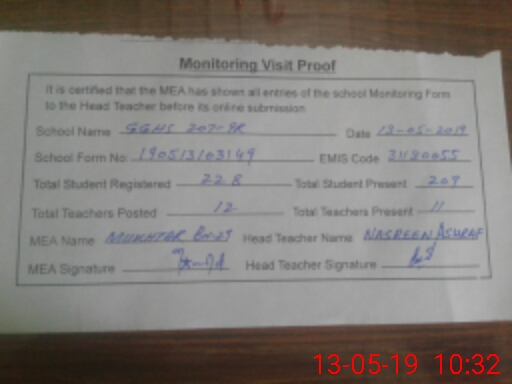 Monitoring Visit Proof
It is certified that the MEA has shown all entries of the school Monitoring Form
to the Head Teacher before its online submission
School Name GGHS 207-9R Date 13-05-2019
School Form No: 190513103149 EMIS Code 31120055
Total Student Registered 228 Total Student Present 207
Total Teachers Posted 12 Total Teachers Present 11
MEA Name MUKHTAR Head Teacher Name NASREEN ASHRAF
MEA Signature Head Teacher Signature
13-05-19 10:32